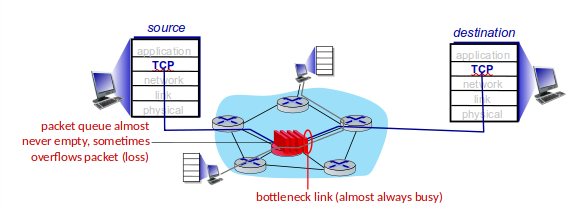 source
application
TCP
network
link
physical
destination
application
TCP
network
link
physical
packet queue almost
never empty, sometimes
overflows packet (loss)
bottleneck link (almost always busy)